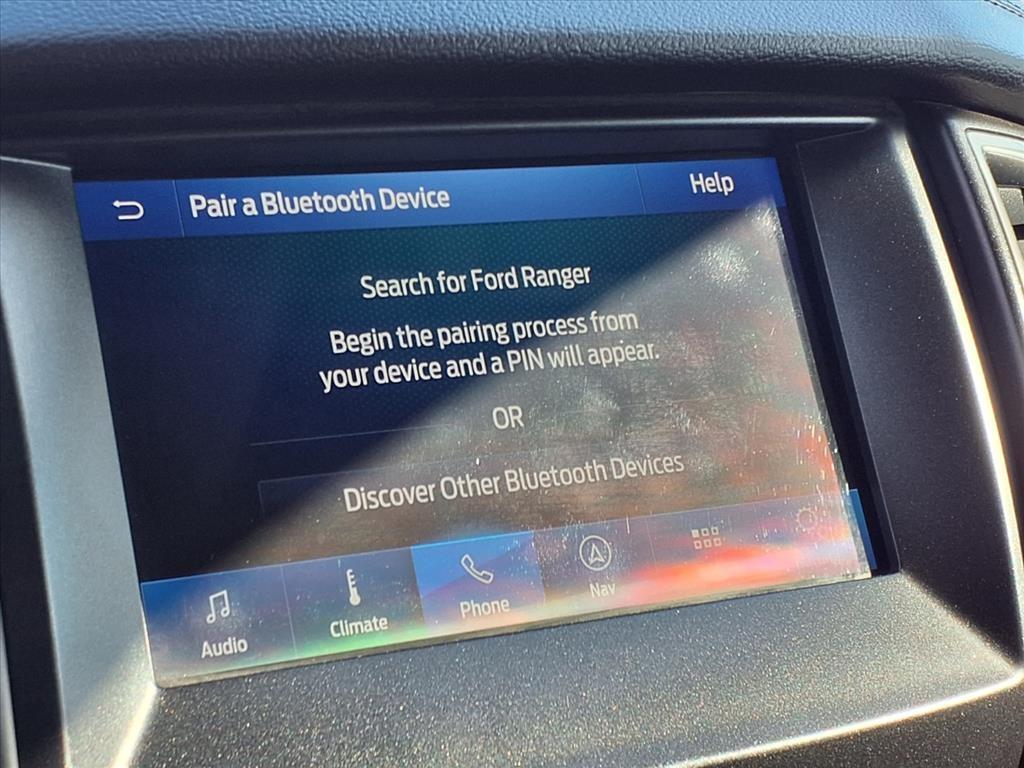 Pair a Bluetooth Device
Help
Search for Ford Ranger
Begin the pairing process from
your device and a PIN will appear.
OR
Discover Other Bluetooth Devices
Audio
Climate
Phone
Nav